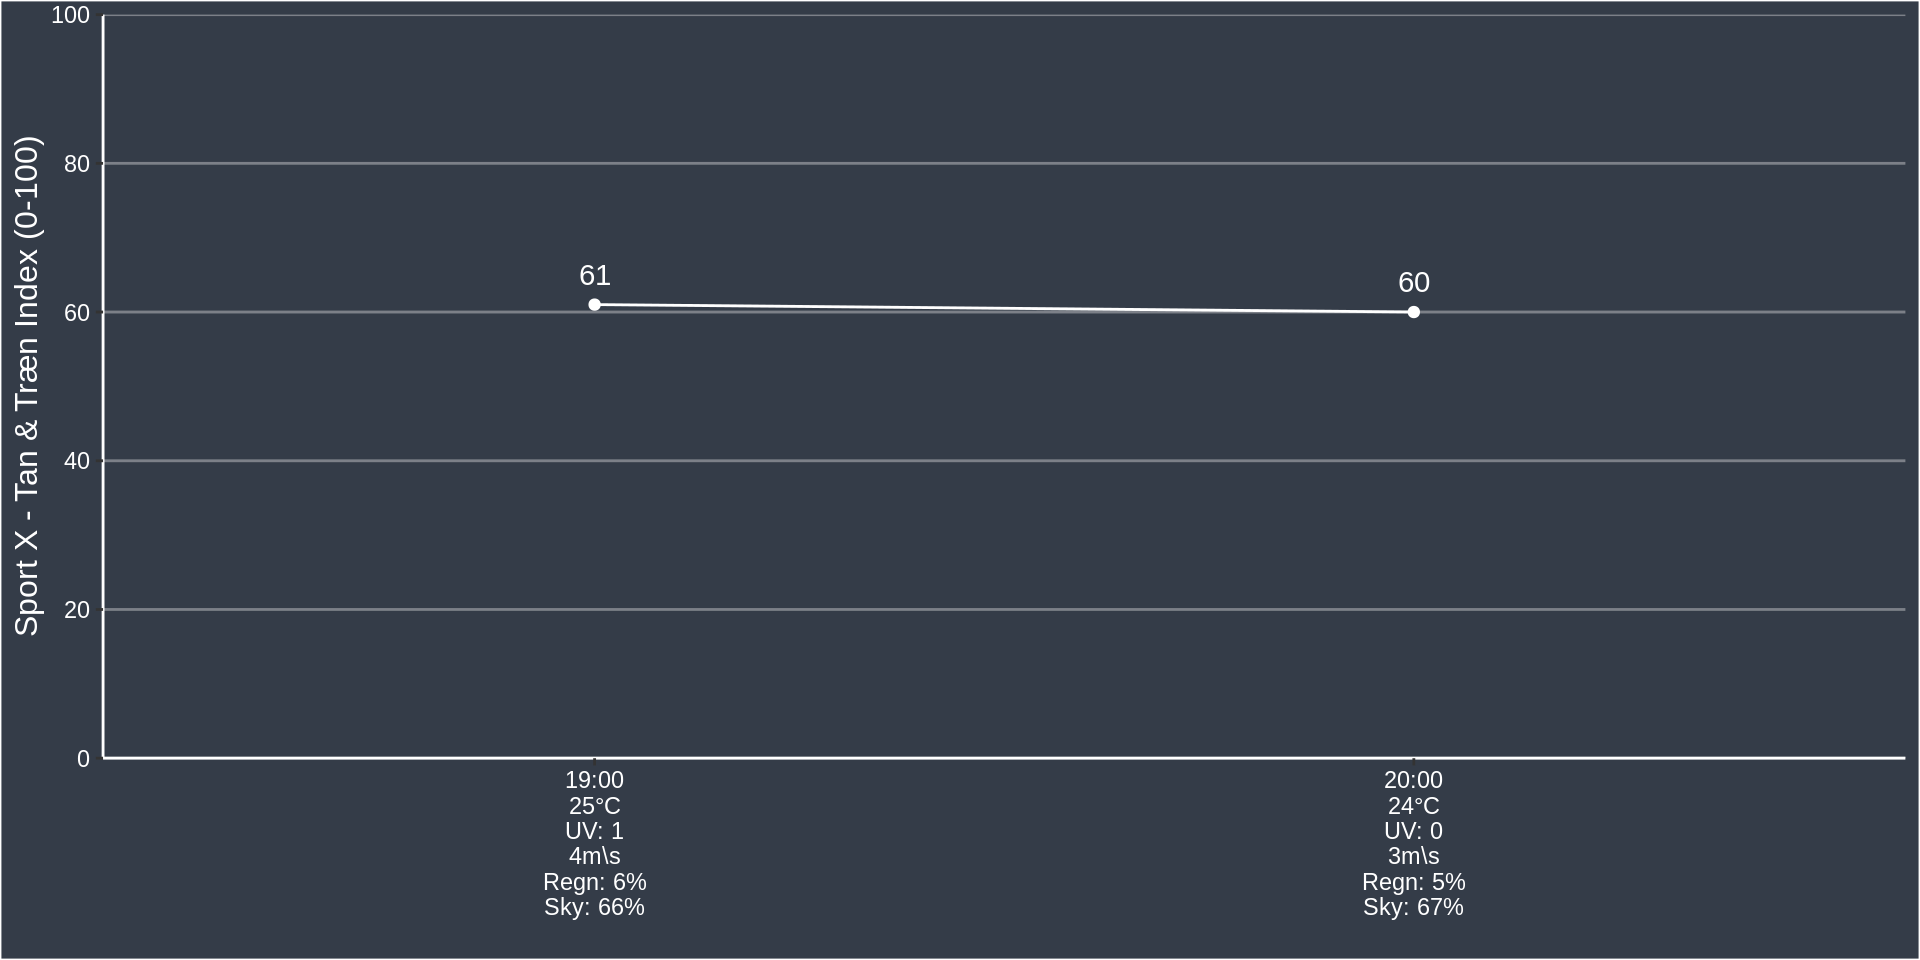 Sport X - Tan & Træn Index (0-100)
100
80
60
40
20
0
61
60
19:00
25°C
UV: 1
4m\s
Regn: 6%
Sky: 66%
20:00
24°C
UV: 0
3m\s
Regn: 5%
Sky: 67%